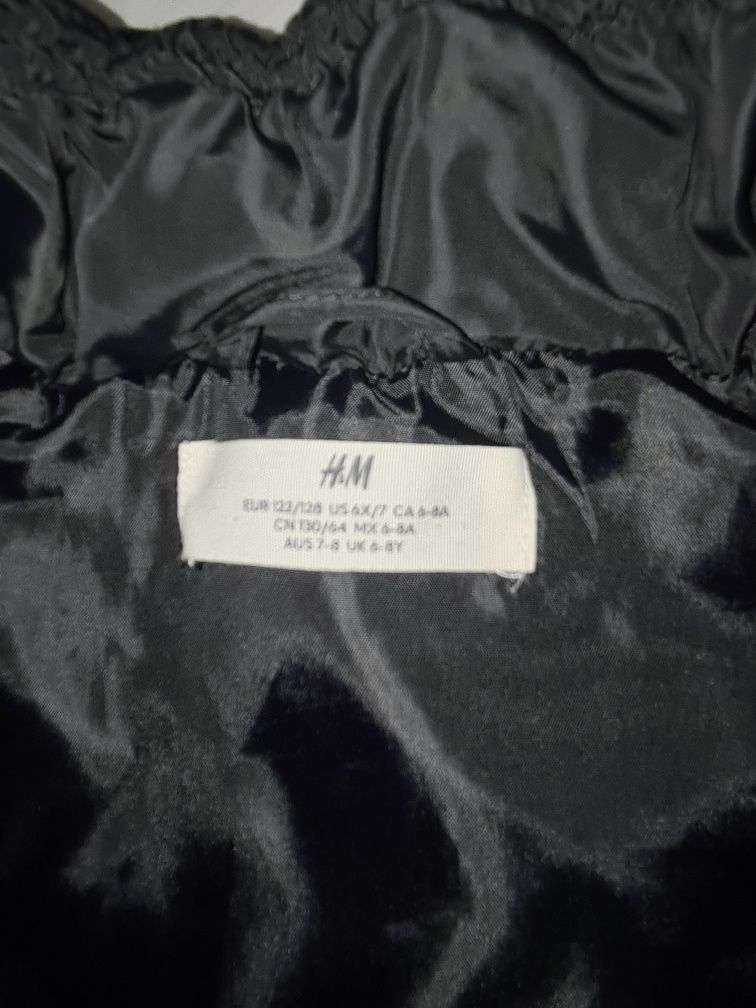 H&M
EUR 122/128 US 6X/7 CA 6-8A
CN 130/64 MX 6-8A
AUS 7-8 UK 6-8Y